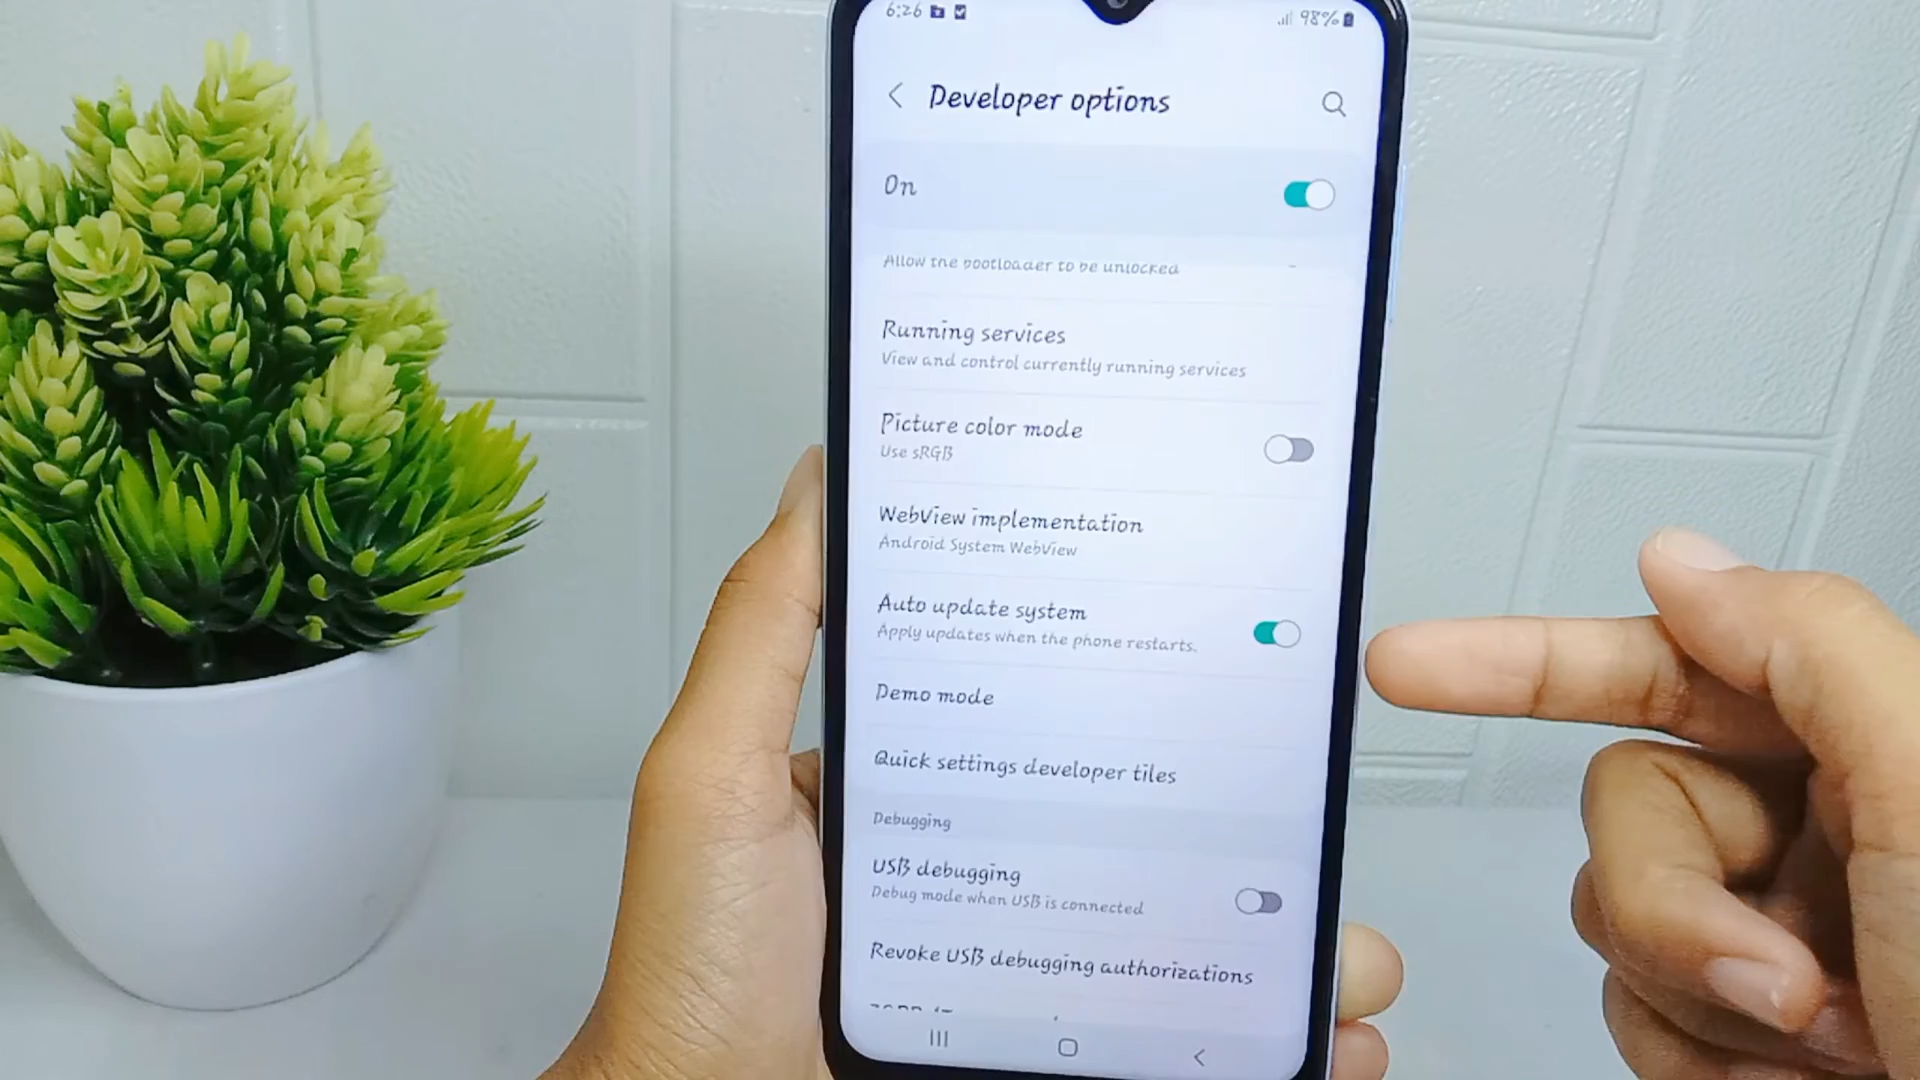 6:26 98%
Developer options
On
Allow the bootloader to be unlocked
Running services
View and control currently running services
Picture color mode
Use sRGB
WebView implementation
Android System WebView
Auto update system
Apply updates when the phone restarts.
Demo mode
Quick settings developer tiles
Debugging
USB debugging
Debug mode when USB is connected
Revoke USB debugging authorizations